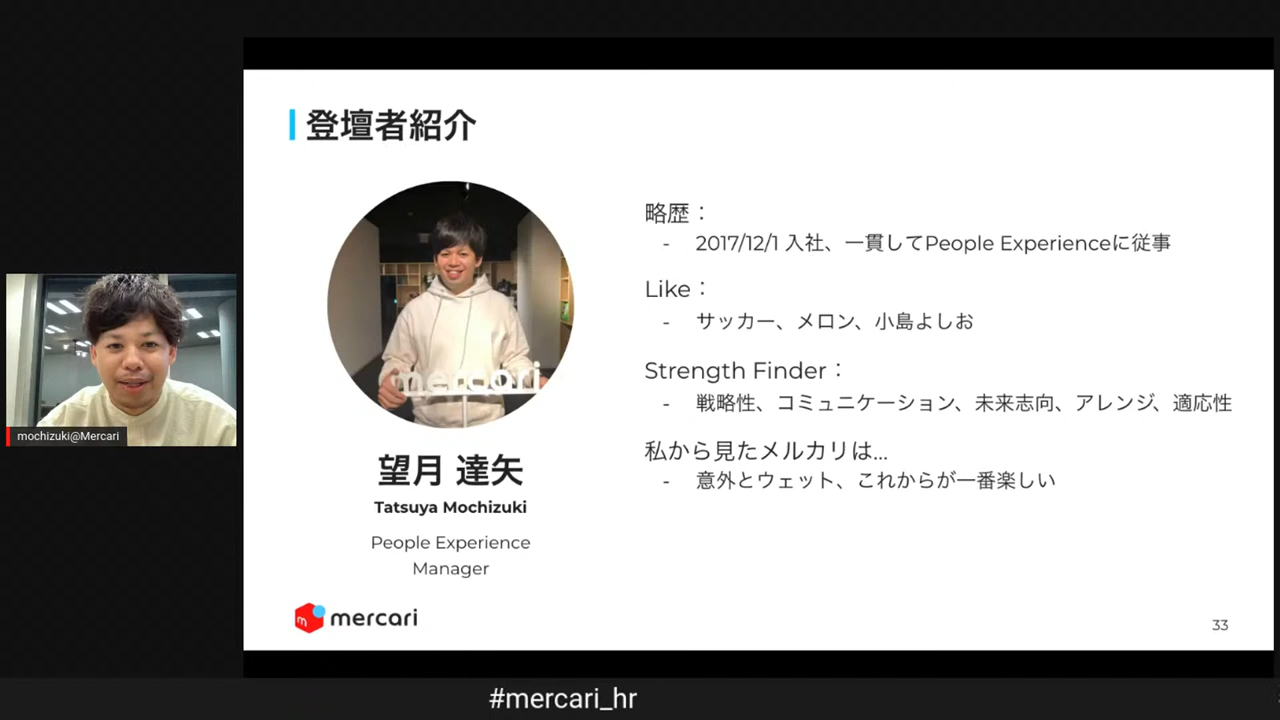 登壇者紹介
mercari
望月 達矢
Tatsuya Mochizuki
People Experience
Manager
略歴：
- 2017/12/1 入社、一貫してPeople Experienceに従事
Like：
- サッカー、メロン、小島よしお
Strength Finder：
- 戦略性、コミュニケーション、未来志向、アレンジ、適応性
私から見たメルカリは...
- 意外とウェット、これからが一番楽しい
m mercari
33
mochizuki@Mercari
#mercari_hr